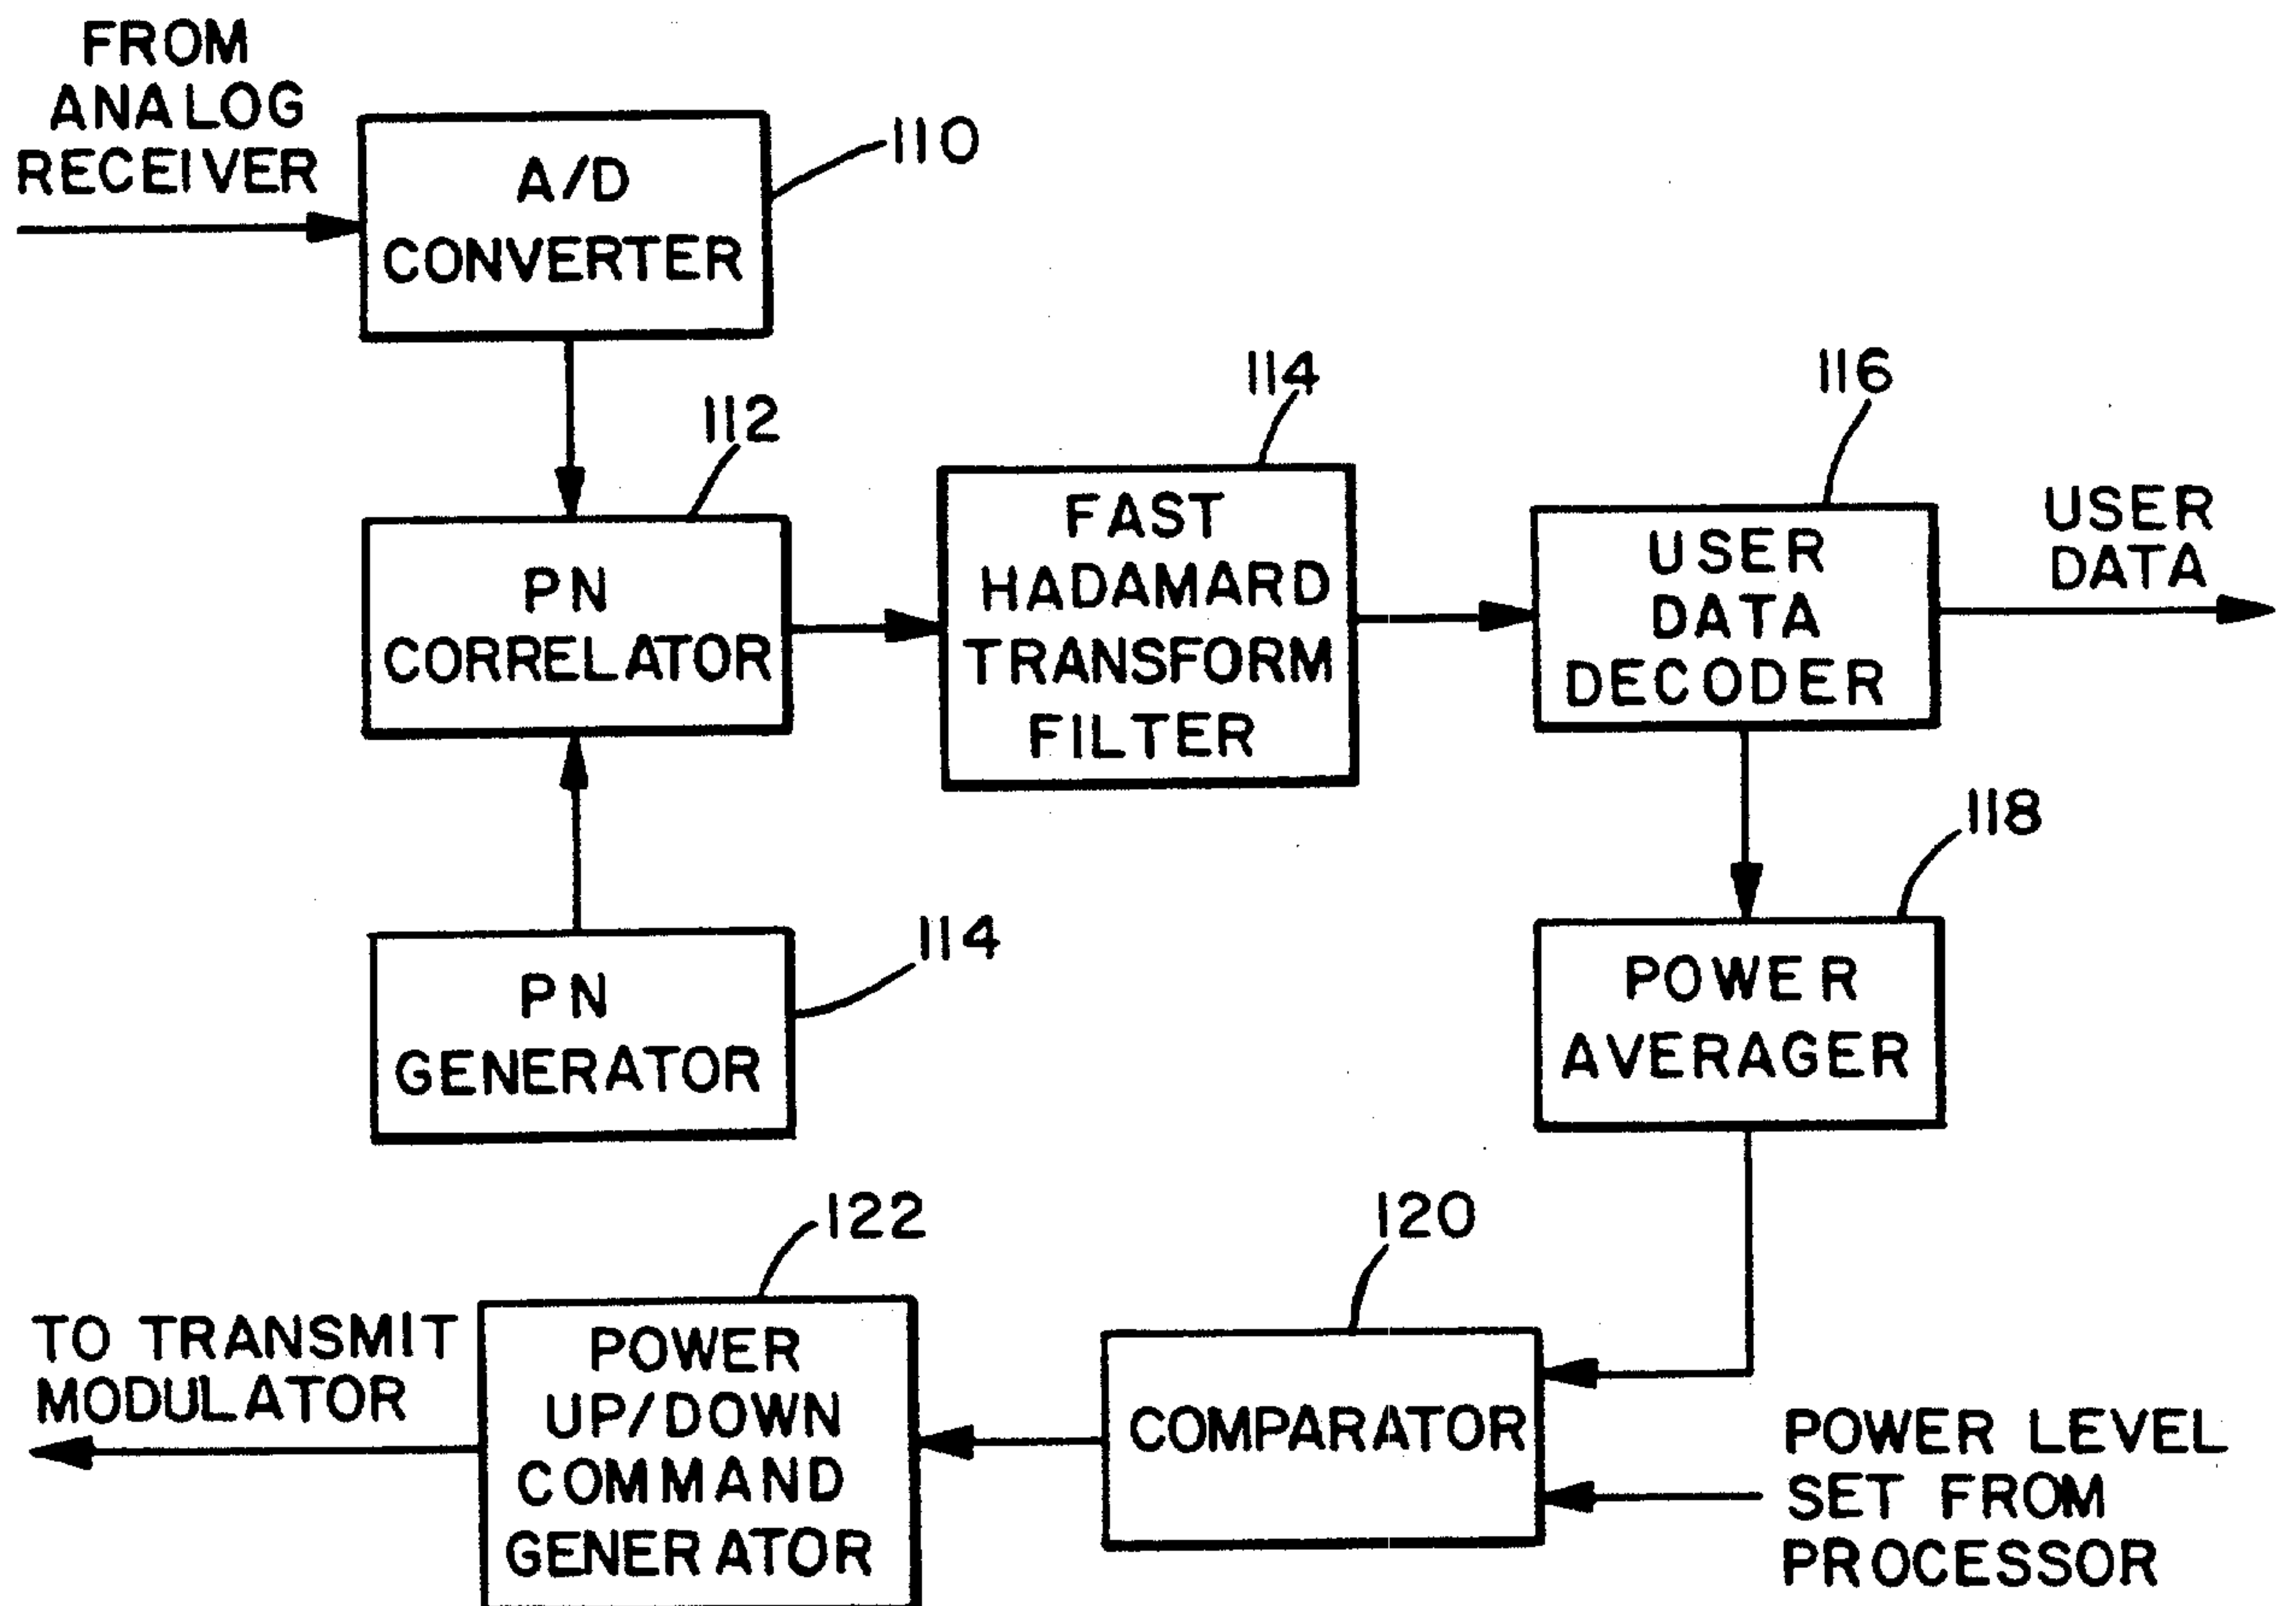 FROM
ANALOG
RECEIVER
A/D
CONVERTER
110
112
PN
CORRELATOR
114
FAST
HADAMARD
TRANSFORM
FILTER
116
USER
DATA
DECODER
USER
DATA
PN
GENERATOR
114
118
POWER
AVERAGER
TO TRANSMIT
MODULATOR
122
POWER
UP/DOWN
COMMAND
GENERATOR
120
COMPARATOR
POWER LEVEL
SET FROM
PROCESSOR